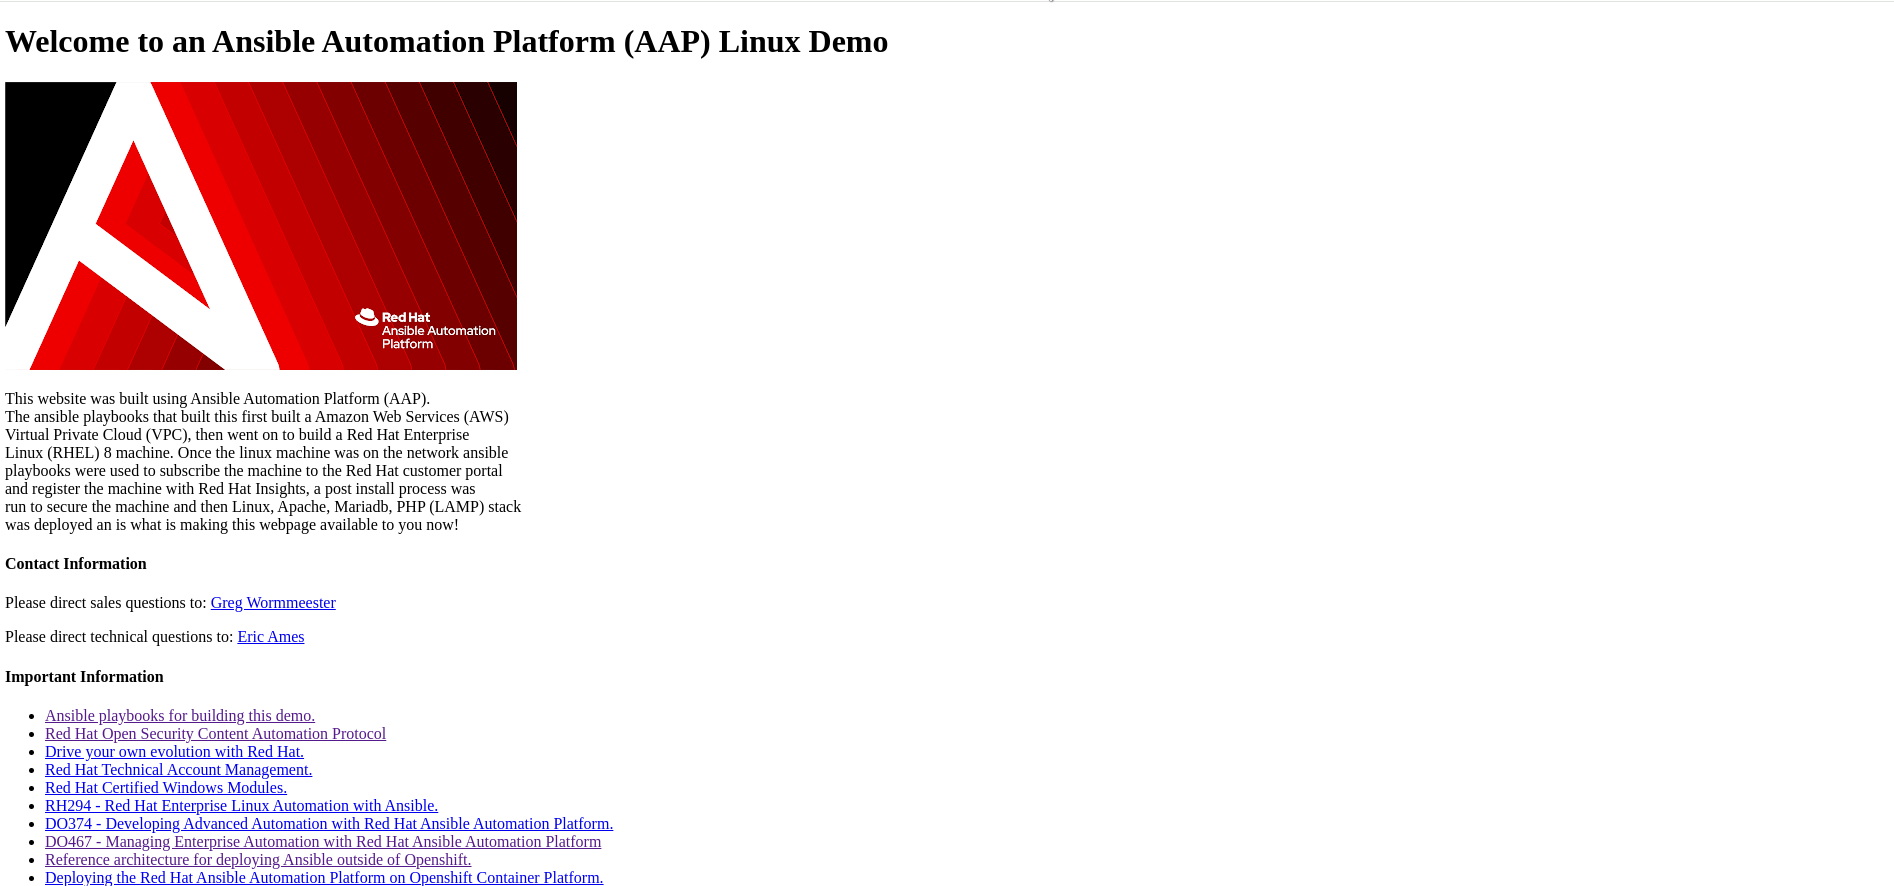 Welcome to an Ansible Automation Platform (AAP) Linux Demo
Red Hat
Ansible Automation
Platform
This website was built using Ansible Automation Platform (AAP).
The ansible playbooks that built this first built a Amazon Web Services (AWS)
Virtual Private Cloud (VPC), then went on to build a Red Hat Enterprise
Linux (RHEL) 8 machine. Once the linux machine was on the network ansible
playbooks were used to subscribe the machine to the Red Hat customer portal
and register the machine with Red Hat Insights, a post install process was
run to secure the machine and then Linux, Apache, Mariadb, PHP (LAMP) stack
was deployed an is what is making this webpage available to you now!
Contact Information
Please direct sales questions to: Greg Wormmeester
Please direct technical questions to: Eric Ames
Important Information
Ansible playbooks for building this demo.
Red Hat Open Security Content Automation Protocol
Drive your own evolution with Red Hat.
Red Hat Technical Account Management.
Red Hat Certified Windows Modules.
RH294 - Red Hat Enterprise Linux Automation with Ansible.
DO374 - Developing Advanced Automation with Red Hat Ansible Automation Platform.
DO467 - Managing Enterprise Automation with Red Hat Ansible Automation Platform
Reference architecture for deploying Ansible outside of Openshift.
Deploying the Red Hat Ansible Automation Platform on Openshift Container Platform.